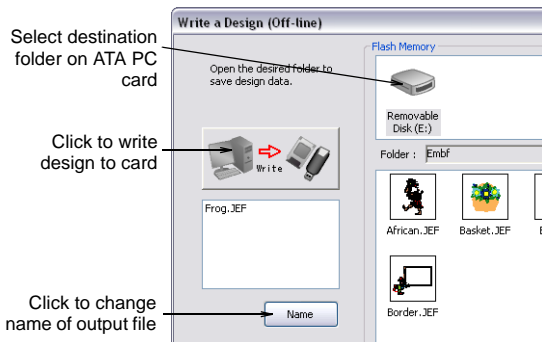 Write a Design (Off-line)
Select destination
folder on ATA PC
card
Flash Memory
Open the desired folder to
save design data.
Removable
Disk (E:)
Click to write
design to card
Write
Folder : Embf
Frog.JEF
African.JEF
Basket.JEF
Click to change
name of output file
Name
Border.JEF